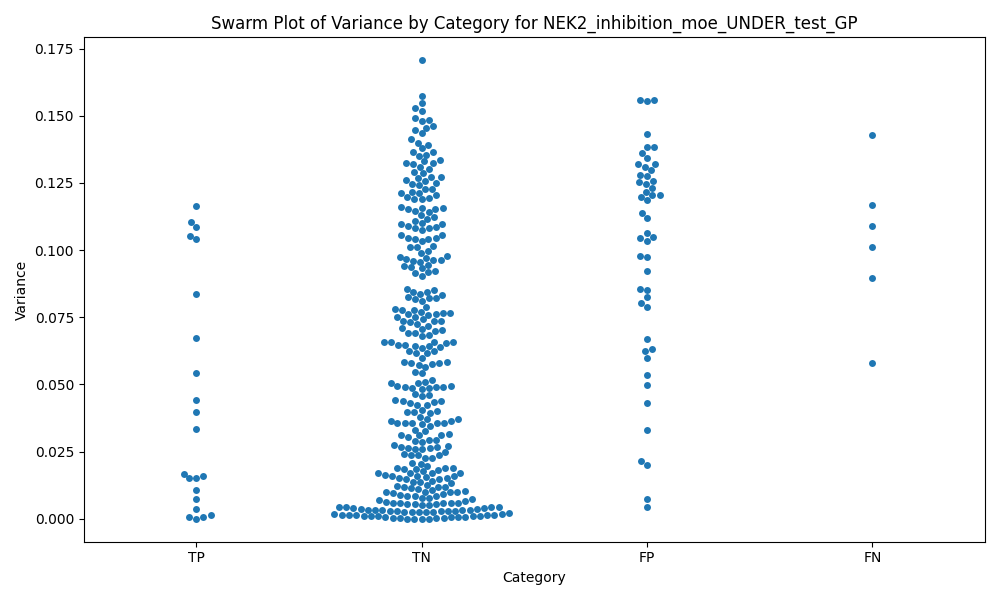 Swarm Plot of Variance by Category for NEK2_inhibition_moe_UNDER_test_GP
0.175
0.150
0.125
0.100
0.075
0.050
0.025
0.000
Variance
TP TN FP FN
Category